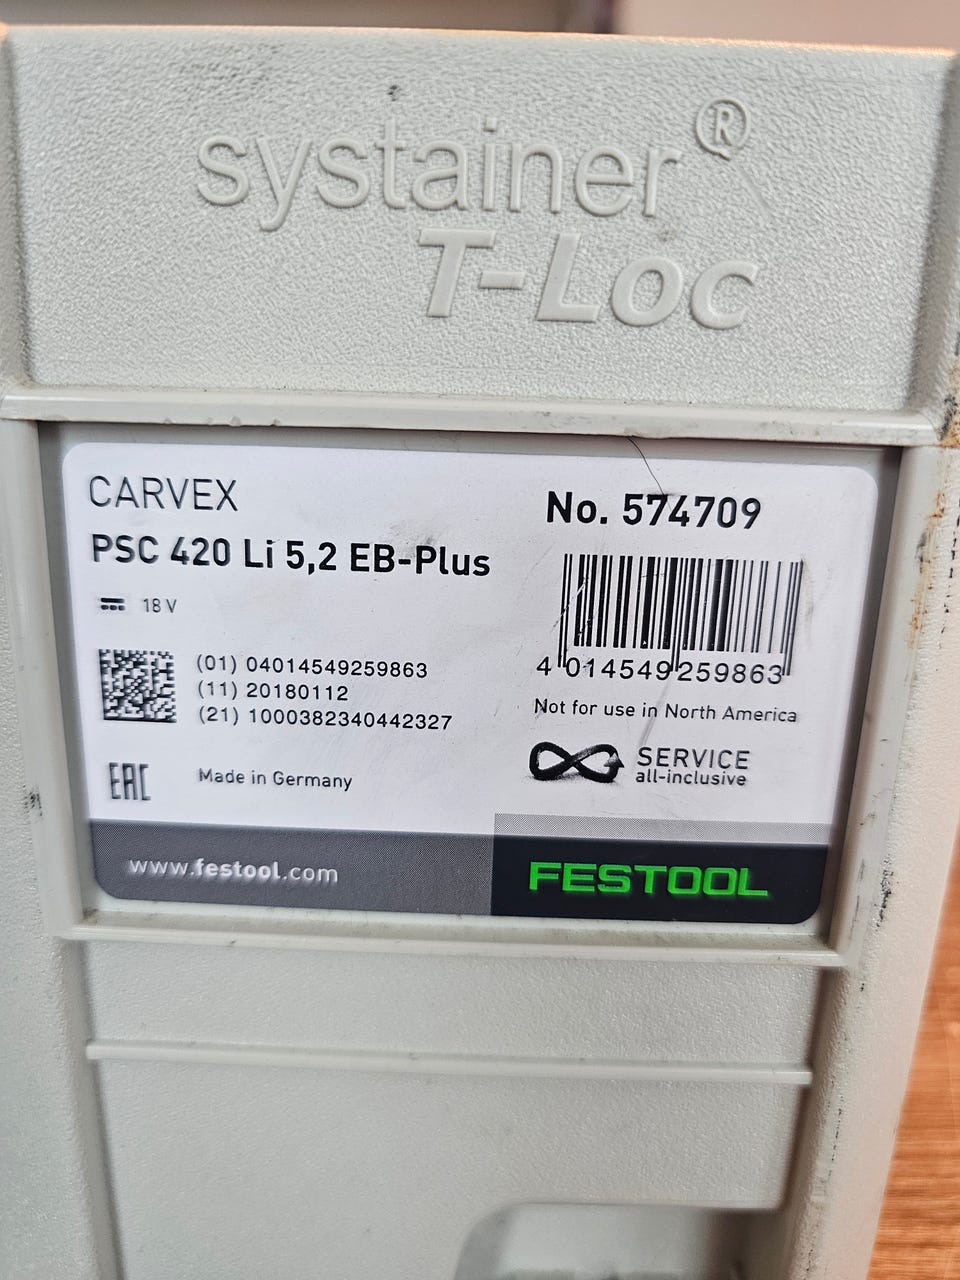 systainer®
T-Loc
CARVEX
PSC 420 Li 5,2 EB-Plus
18 V
No. 574709
4 014549 259863
(01) 04014549259863
(11) 20180112
(21) 1000382340442327
Not for use in North America
EAC
Made in Germany
SERVICE
all-inclusive
www.festool.com
FESTOOL